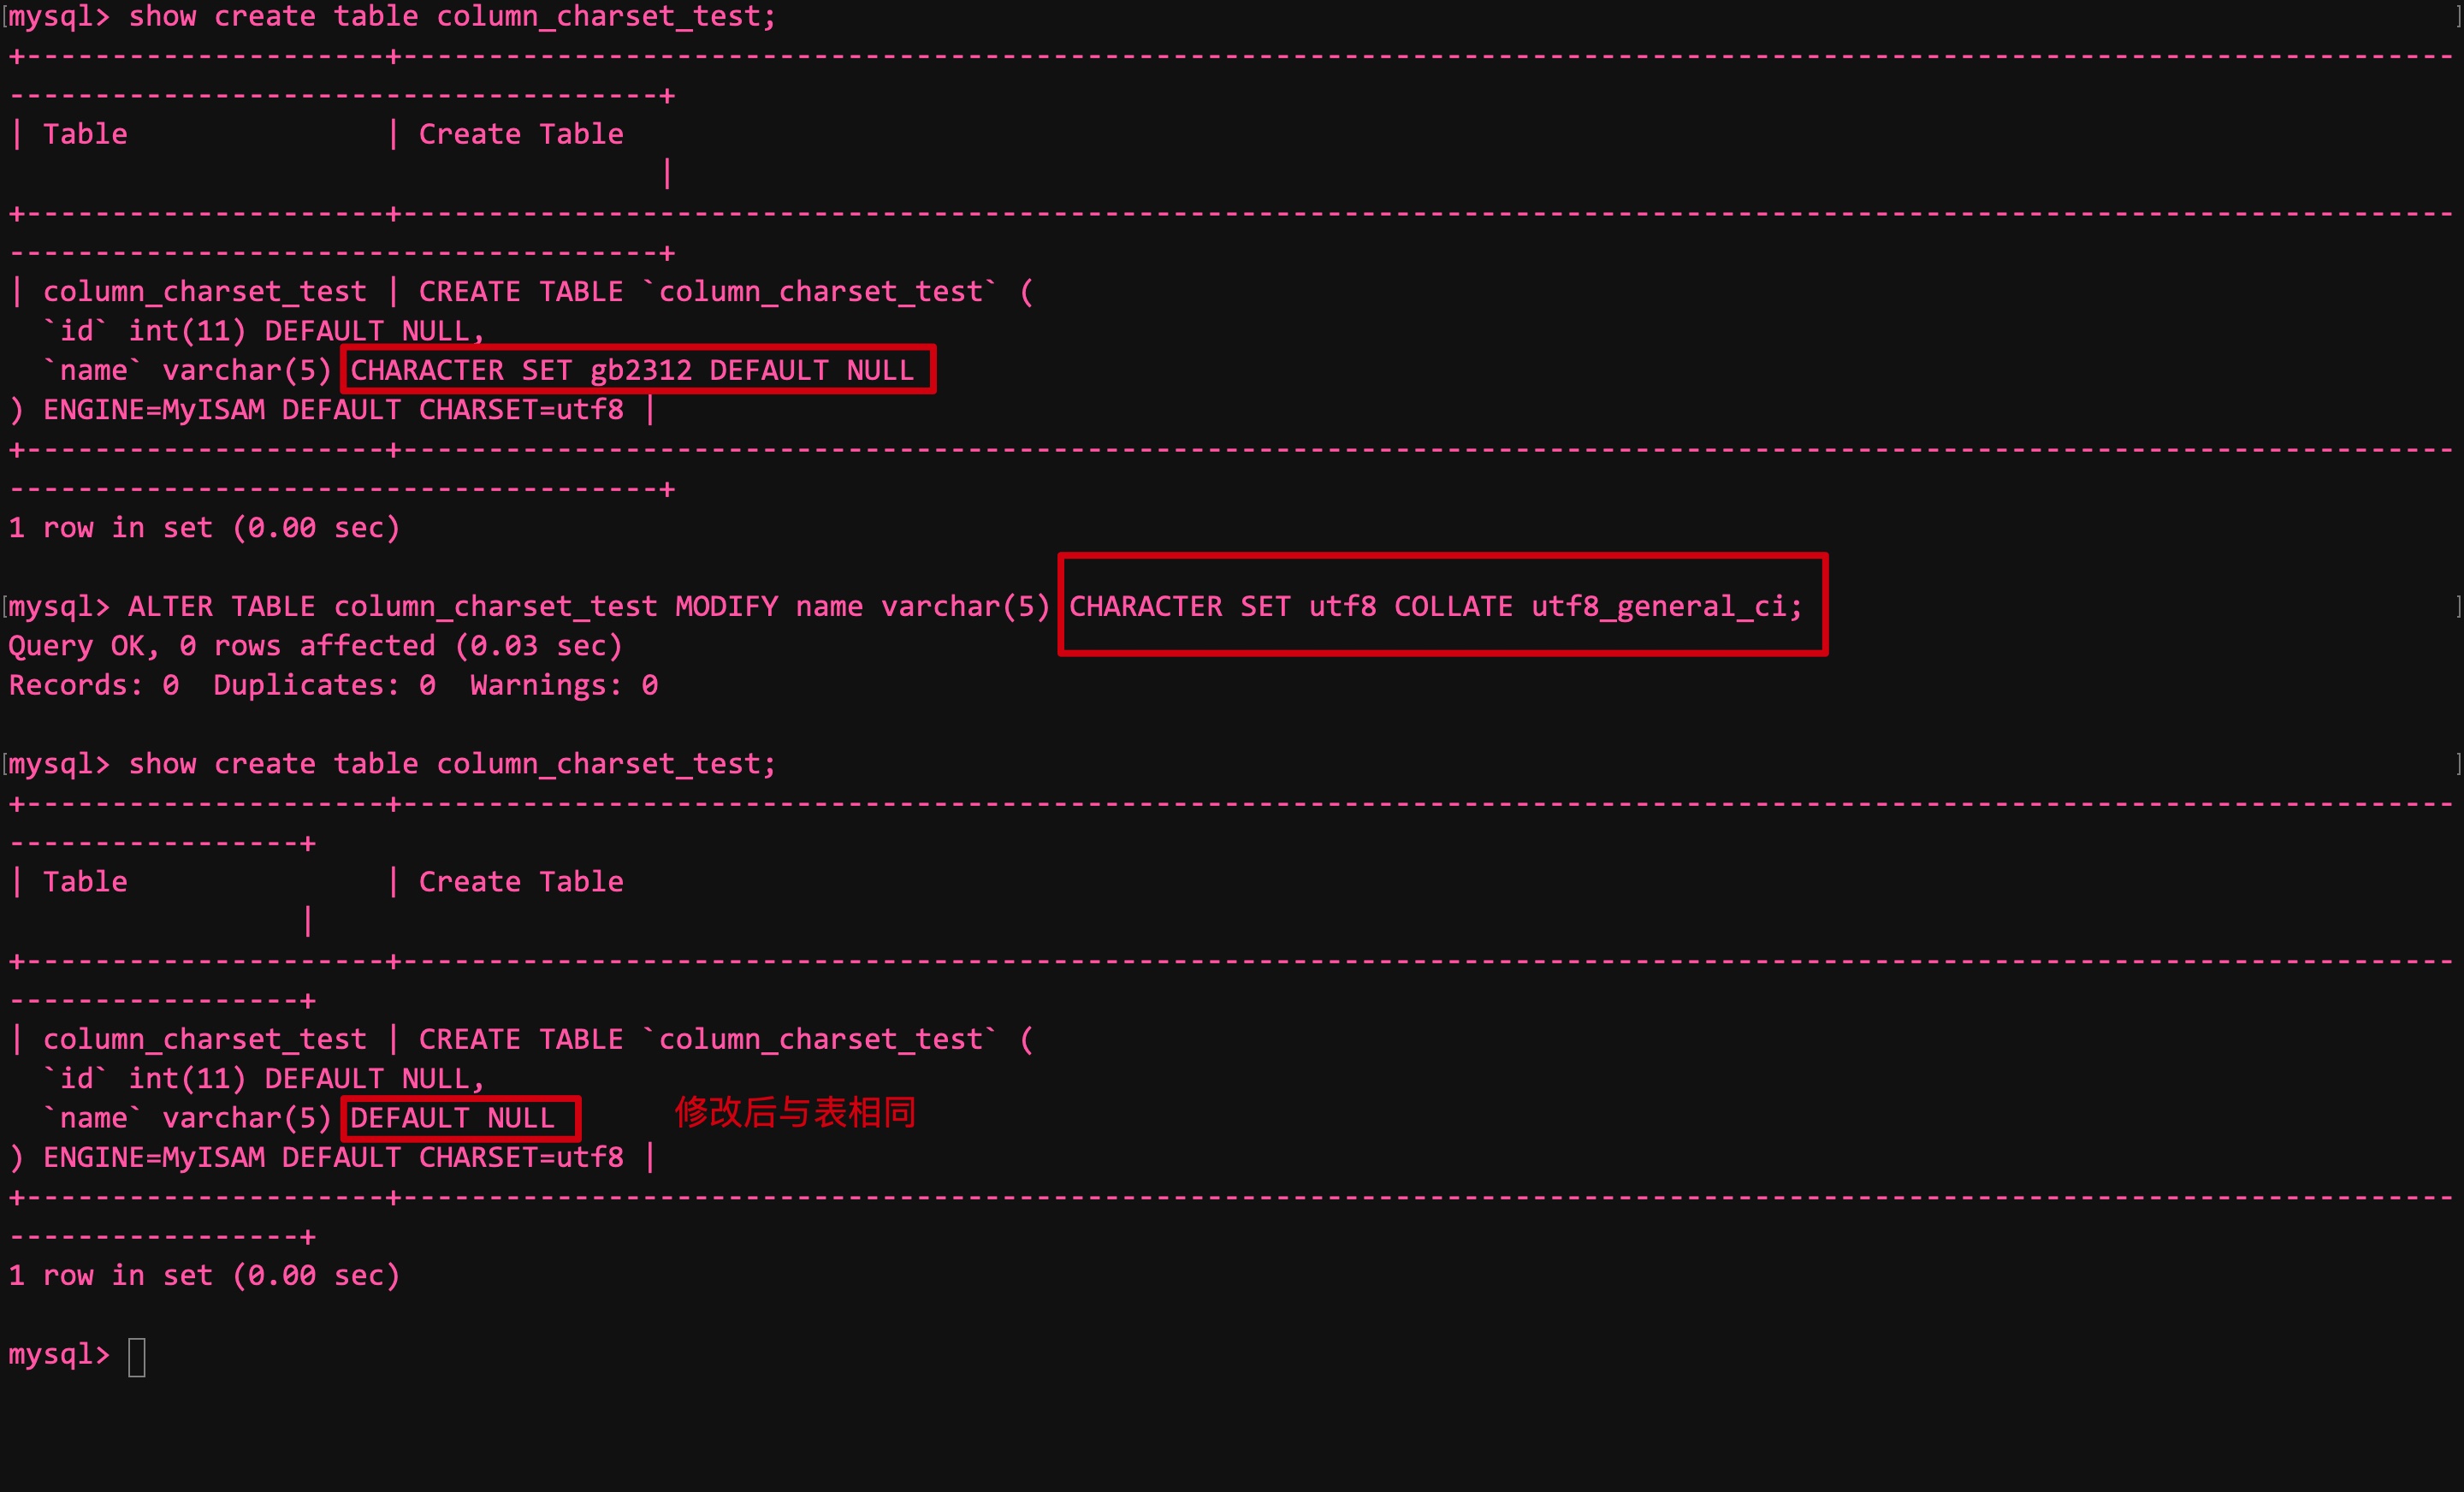 mysql> show create table column_charset_test;
+---------------------+------------------------------------------------------------------------------------------------------------------------
--------------------------------------+
| Table               | Create Table
                                      |
+---------------------+------------------------------------------------------------------------------------------------------------------------
--------------------------------------+
| column_charset_test | CREATE TABLE `column_charset_test` (
  `id` int(11) DEFAULT NULL,
  `name` varchar(5) CHARACTER SET gb2312 DEFAULT NULL
) ENGINE=MyISAM DEFAULT CHARSET=utf8 |
+---------------------+------------------------------------------------------------------------------------------------------------------------
--------------------------------------+
1 row in set (0.00 sec)
mysql> ALTER TABLE column_charset_test MODIFY name varchar(5) CHARACTER SET utf8 COLLATE utf8_general_ci;
Query OK, 0 rows affected (0.03 sec)
Records: 0  Duplicates: 0  Warnings: 0
mysql> show create table column_charset_test;
+---------------------+------------------------------------------------------------------------------------------------------------------------
-----------------+
| Table               | Create Table
                 |
+---------------------+------------------------------------------------------------------------------------------------------------------------
-----------------+
| column_charset_test | CREATE TABLE `column_charset_test` (
  `id` int(11) DEFAULT NULL,
  `name` varchar(5) DEFAULT NULL 修改后与表相同
) ENGINE=MyISAM DEFAULT CHARSET=utf8 |
+---------------------+------------------------------------------------------------------------------------------------------------------------
-----------------+
1 row in set (0.00 sec)
mysql>